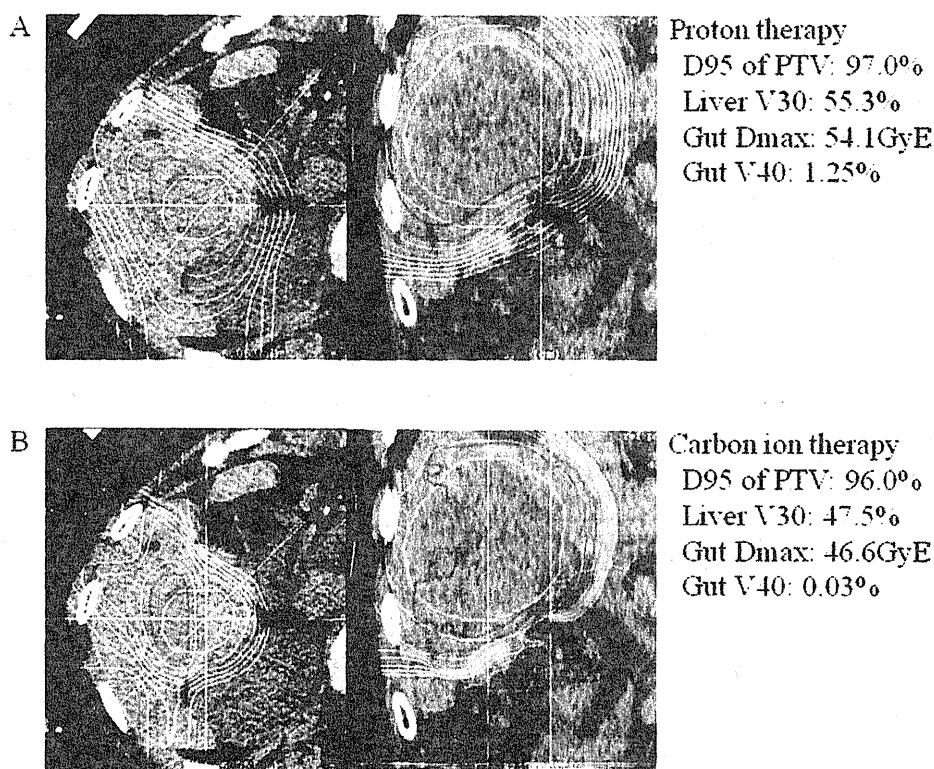 A
Proton therapy
D95 of PTV: 97.0%
Liver V30: 55.3%
Gut Dmax: 54.1GyE
Gut V40: 1.25%
B
Carbon ion therapy
D95 of PTV: 96.0%
Liver V30: 47.5%
Gut Dmax: 46.6GyE
Gut V40: 0.03%